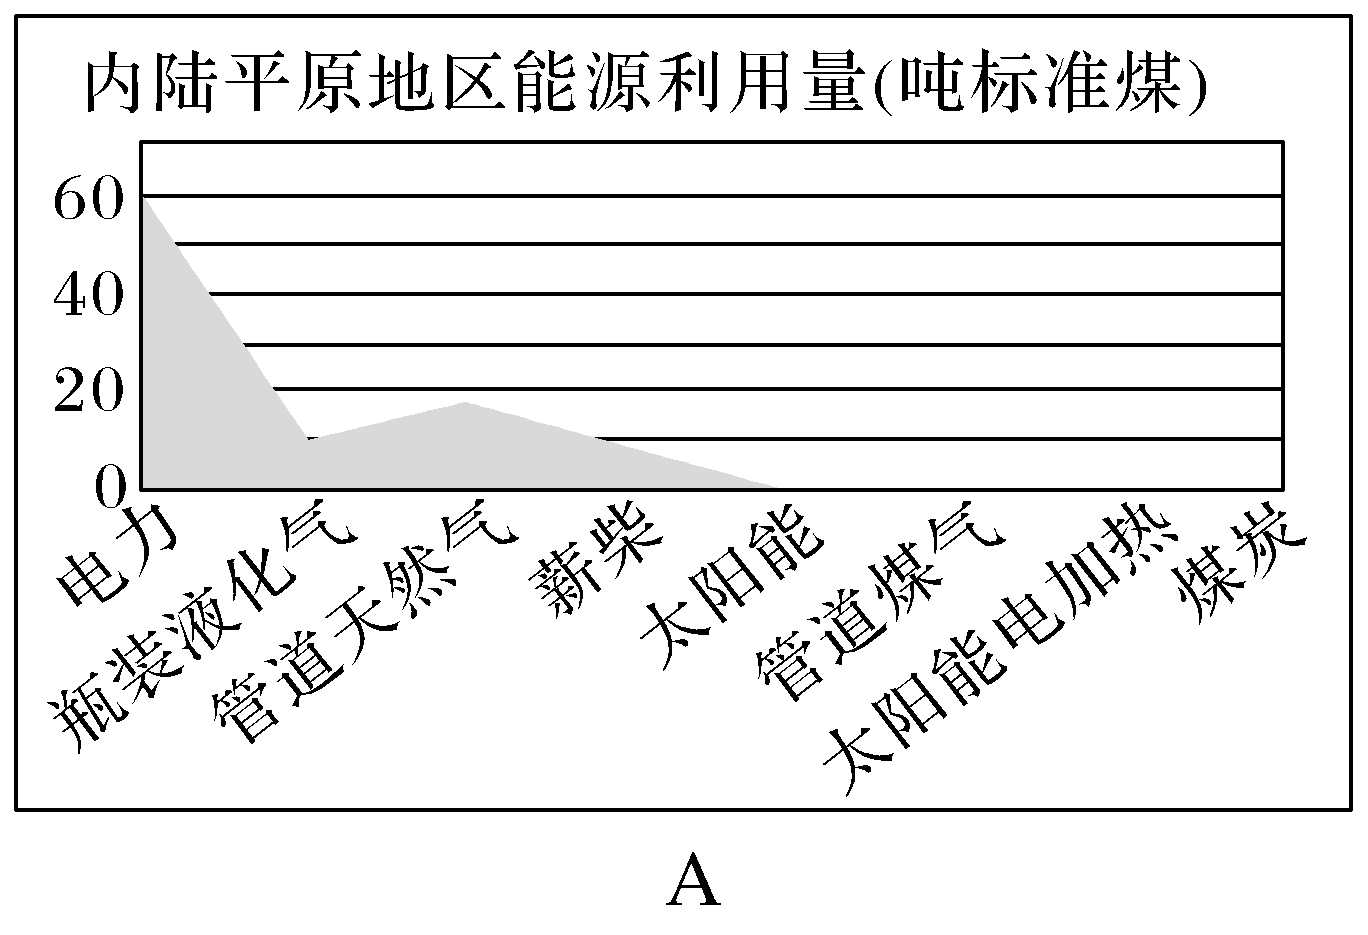 内陆平原地区能源利用量(吨标准煤)
60
40
20
0
电力
瓶装液化气
管道天然气
薪柴
太阳能
管道煤气
太阳能电加热
煤炭
A